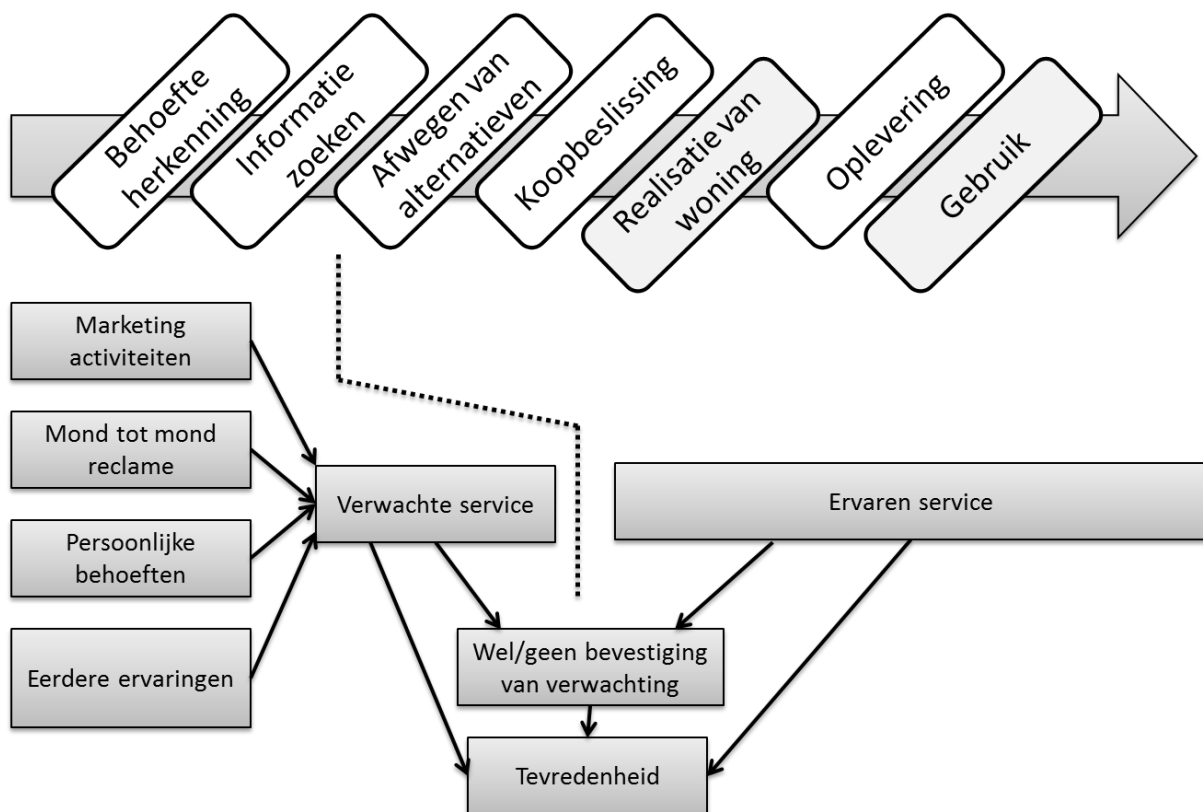 Behoefte
herkenning
Informatie
zoeken
Afwegen van
alternatieven
Koopbeslissing
Realisatie van
woning
Oplevering
Gebruik
Marketing
activiteiten
Mond tot mond
reclame
Persoonlijke
behoeften
Eerdere ervaringen
Verwachte service
Ervaren service
Wel/geen bevestiging
van verwachting
Tevredenheid